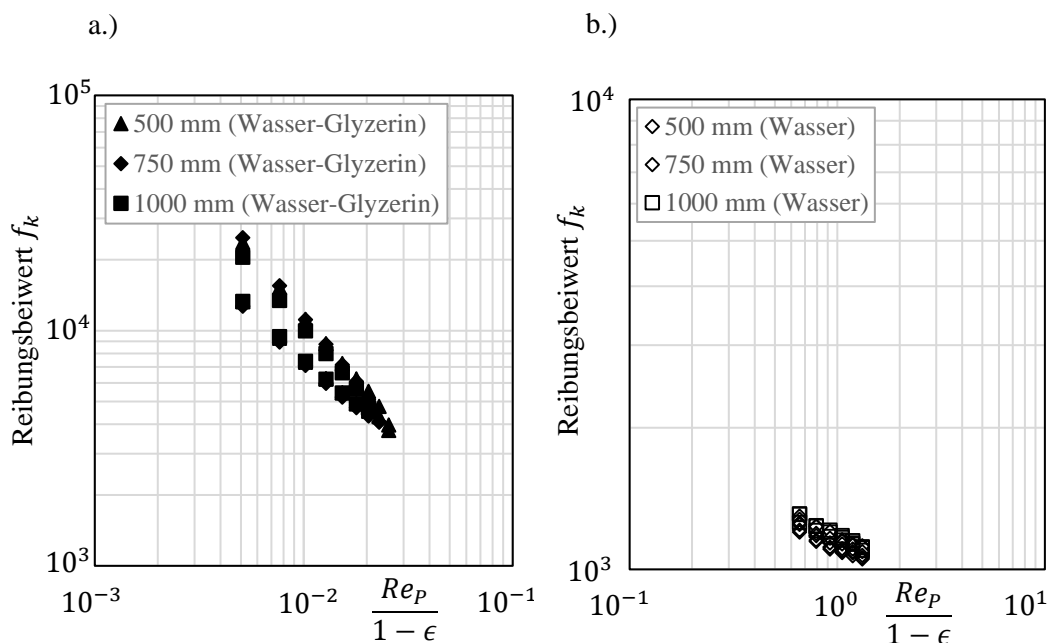 a.)
10^5
▲ 500 mm (Wasser-Glyzerin)
◆ 750 mm (Wasser-Glyzerin)
■ 1000 mm (Wasser-Glyzerin)
Reibungsbeiwert f_k
10^4
10^3
10^-3
10^-2
Re_P / 1 − ϵ
10^-1
b.)
10^4
◇ 500 mm (Wasser)
◇ 750 mm (Wasser)
□ 1000 mm (Wasser)
Reibungsbeiwert f_k
10^3
10^-1
10^0
Re_P / 1 − ϵ
10^1